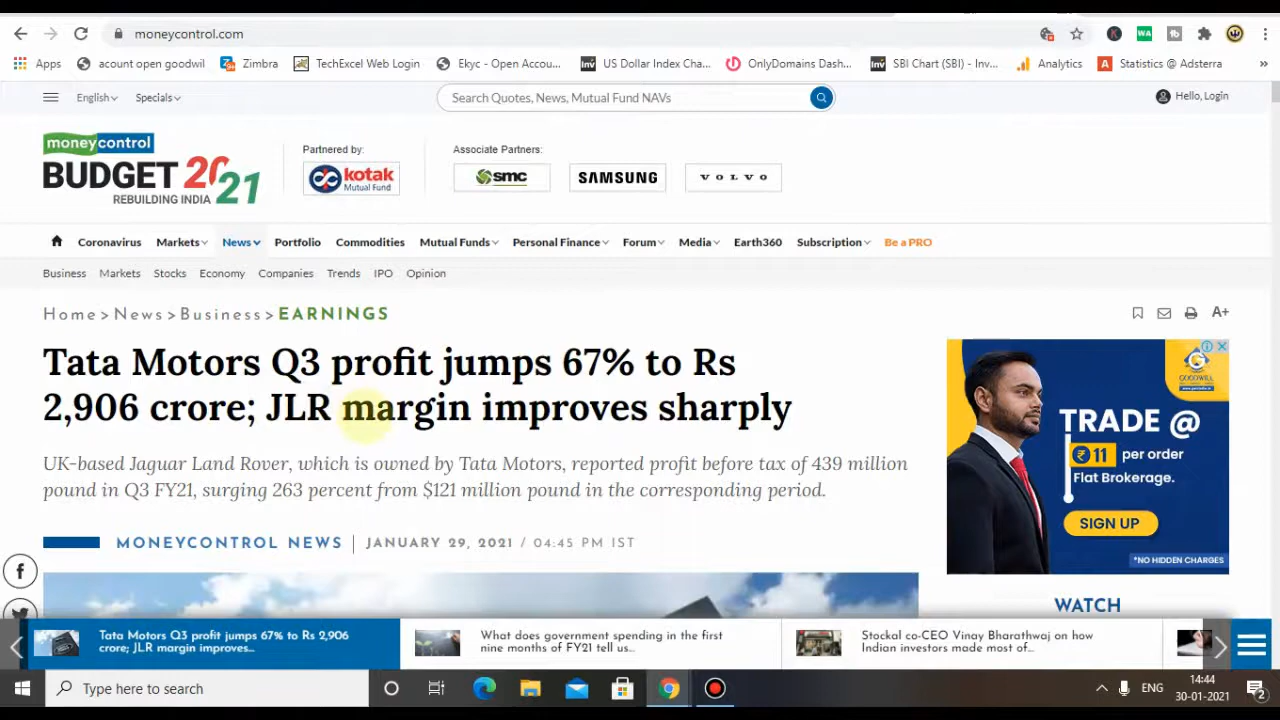 moneycontrol.com
Apps acount open goodwil Zimbra TechExcel Web Login Ekyc - Open Accou... US Dollar Index Cha... OnlyDomains Dash... SBI Chart (SBI) - Inv... Analytics Statistics @ Adsterra »
English Specials Search Quotes, News, Mutual Fund NAVs Hello, Login
moneycontrol
BUDGET 2021
REBUILDING INDIA
Partnered by:
kotak
Mutual Fund
Associate Partners:
smc SAMSUNG VOLVO
Coronavirus Markets News Portfolio Commodities Mutual Funds Personal Finance Forum Media Earth360 Subscription Be a PRO
Business Markets Stocks Economy Companies Trends IPO Opinion
Home > News > Business > EARNINGS
A+
Tata Motors Q3 profit jumps 67% to Rs
2,906 crore; JLR margin improves sharply
UK-based Jaguar Land Rover, which is owned by Tata Motors, reported profit before tax of 439 million
pound in Q3 FY21, surging 263 percent from $121 million pound in the corresponding period.
MONEYCONTROL NEWS | JANUARY 29, 2021 / 04:45 PM IST
GOODWILL
TRADE @
₹ 11 per order
Flat Brokerage.
SIGN UP
*NO HIDDEN CHARGES
WATCH
Tata Motors Q3 profit jumps 67% to Rs 2,906
crore; JLR margin improves...
What does government spending in the first
nine months of FY21 tell us...
Stockal co-CEO Vinay Bharathwaj on how
Indian investors made most of...
Type here to search
ENG
14:44
30-01-2021
2